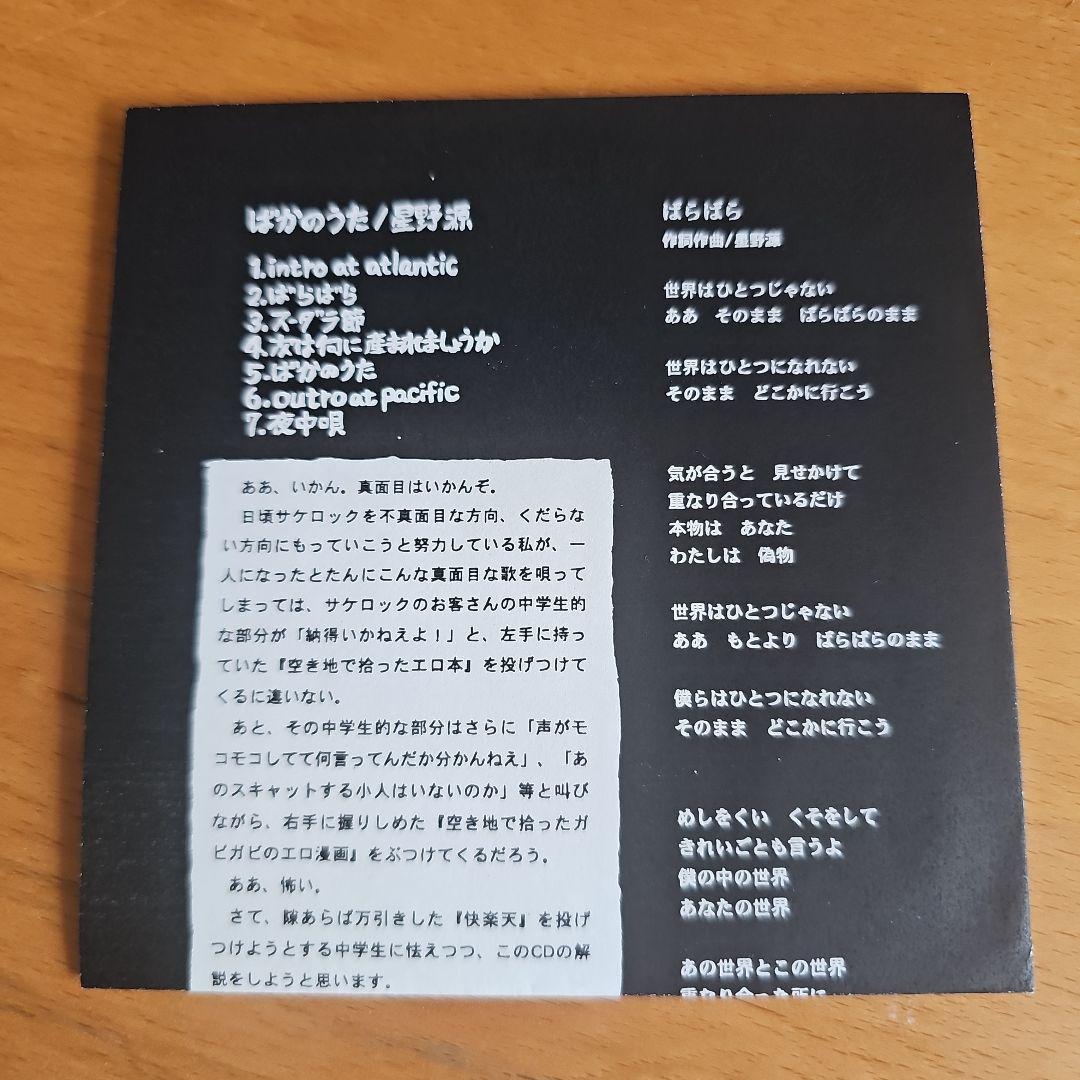 ばかのうた/星野源
1.intro at atlantic
2.ばらばら
3.スーダラ節
4.次は何に産まれましょうか
5.ばかのうた
6.outro at pacific
7.夜中唄
ああ、いかん。真面目はいかんぞ。
日頃サケロックを不真面目な方向、くだらな
い方向にもっていこうと努力している私が、一
人になったとたんにこんな真面目な歌を唄って
しまっては、サケロックのお客さんの中学生的
な部分が「納得いかねえよ!」と、左手に持っ
ていた『空き地で拾ったエロ本』を投げつけて
くるに違いない。
あと、その中学生的な部分はさらに「声がモ
コモコしてて何言ってんだか分かんねえ」、「あ
のスキャットする小人はいないのか」等と叫び
ながら、右手に握りしめた『空き地で拾ったガ
ビガビのエロ漫画』をぶつけてくるだろう。
ああ、怖い。
さて、隙あらば万引きした『快楽天』を投げ
つけようとする中学生に怯えつつ、このCDの解
説をしようと思います。
ばらばら
作詞作曲/星野源
世界はひとつじゃない
ああ そのまま ばらばらのまま
世界はひとつになれない
そのまま どこかに行こう
気が合うと 見せかけて
重なり合っているだけ
本物は あなた
わたしは 偽物
世界はひとつじゃない
ああ もとより ばらばらのまま
僕らはひとつになれない
そのまま どこかに行こう
めしをくい くそをして
きれいごとも言うよ
僕の中の世界
あなたの世界
あの世界とこの世界
重なり合った所に